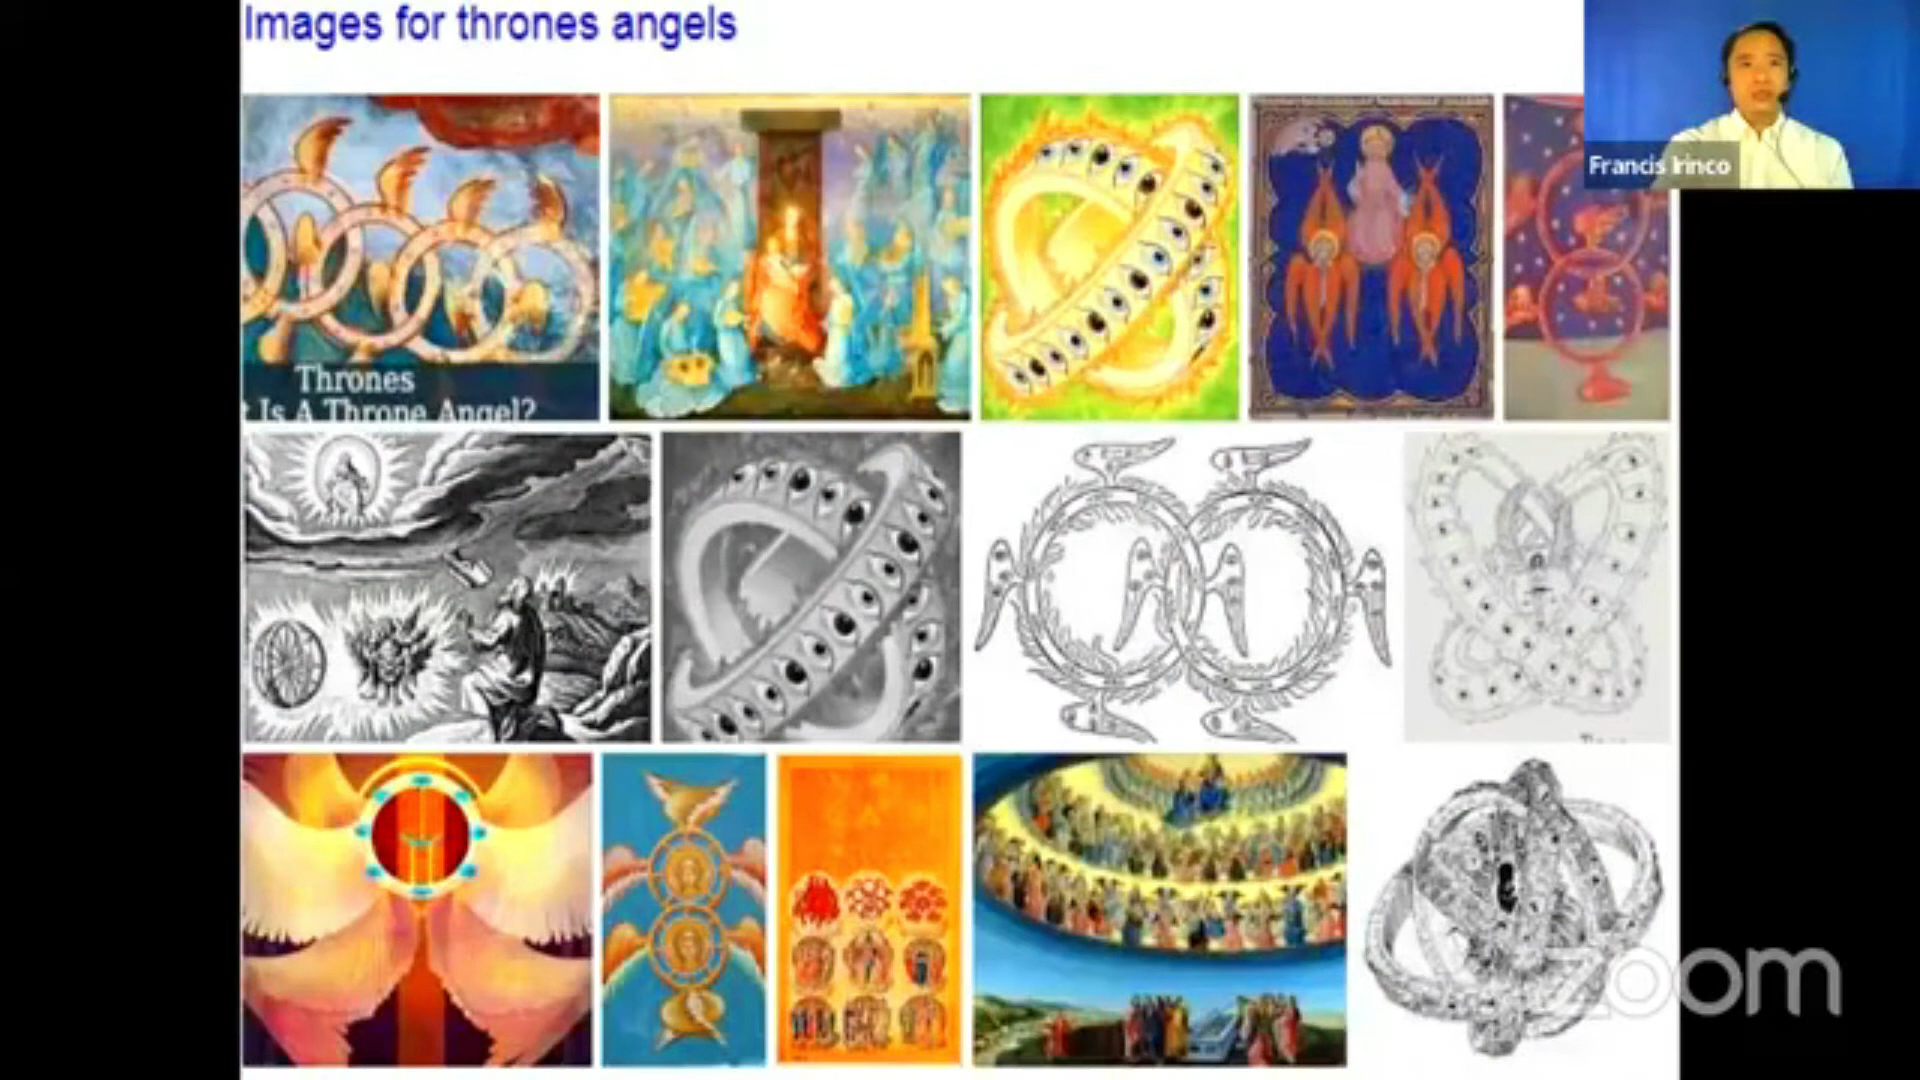 Images for thrones angels
Francis Irinco
Thrones
Is A Throne Angel?
zoom